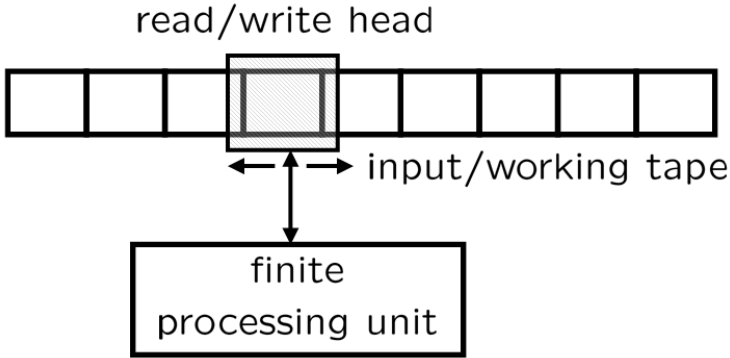 read/write head
input/working tape
finite
processing unit